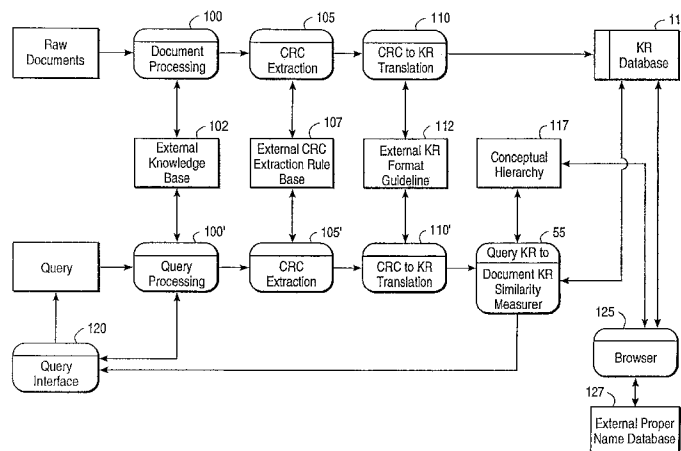 100
105
110
11
Raw
Documents
Document
Processing
CRC
Extraction
CRC to KR
Translation
KR
Database
102
107
112
117
External
Knowledge
Base
External CRC
Extraction Rule
Base
External KR
Format
Guideline
Conceptual
Hierarchy
100'
105'
110'
55
Query
Query
Processing
CRC
Extraction
CRC to KR
Translation
Query KR to
Document KR
Similarity
Measurer
120
125
Query
Interface
Browser
127
External Proper
Name Database